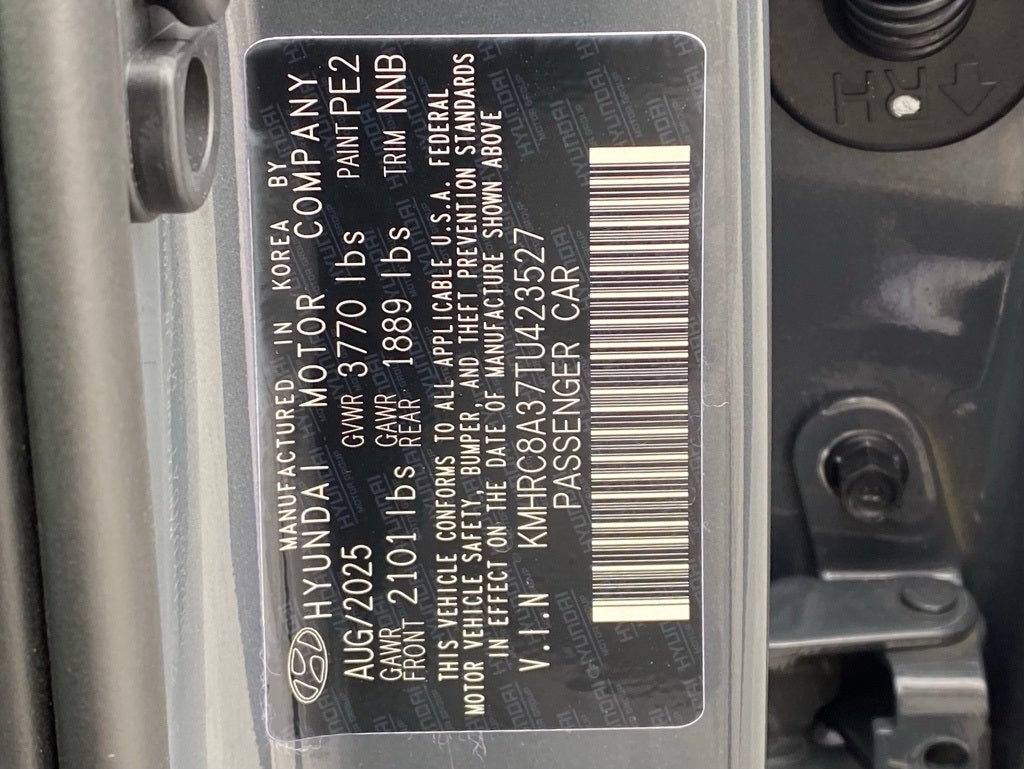 MANUFACTURED IN KOREA BY
HYUNDAI MOTOR COMPANY
AUG/2025 GVWR 3770 lbs PAINT PE2
GAWR FRONT 2101 lbs GAWR REAR 1889 lbs TRIM NNB
THIS VEHICLE CONFORMS TO ALL APPLICABLE U.S.A. FEDERAL
MOTOR VEHICLE SAFETY, BUMPER, AND THEFT PREVENTION STANDARDS
IN EFFECT ON THE DATE OF MANUFACTURE SHOWN ABOVE
V.I.N KMHRC8A37TU423527
PASSENGER CAR
RH